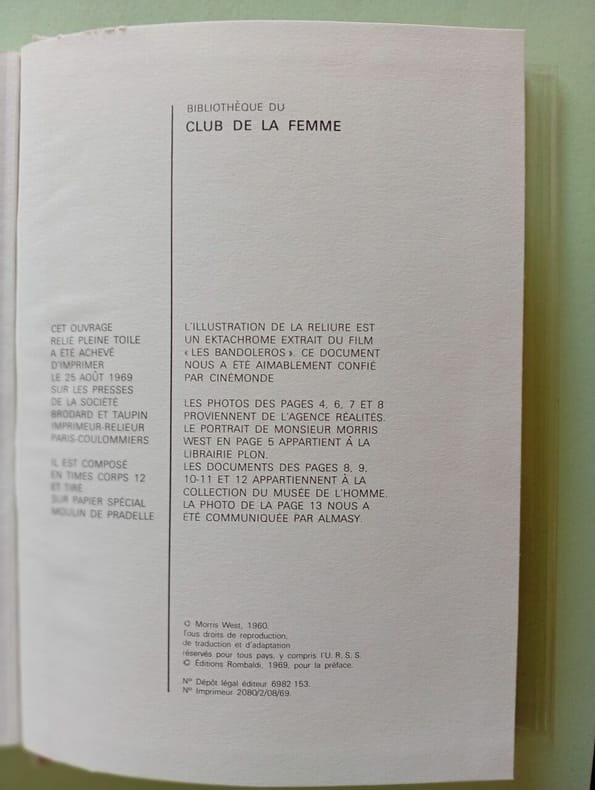 BIBLIOTHÈQUE DU
CLUB DE LA FEMME
CET OUVRAGE
RELIÉ PLEINE TOILE
A ÉTÉ ACHEVÉ
D'IMPRIMER
LE 25 AOÛT 1969
SUR LES PRESSES
DE LA SOCIÉTÉ
BRODARD ET TAUPIN
IMPRIMEUR-RELIEUR
PARIS-COULOMMIERS
IL EST COMPOSÉ
EN TIMES CORPS 12
ET TIRÉ
SUR PAPIER SPÉCIAL
MOULIN DE PRADELLE
L'ILLUSTRATION DE LA RELIURE EST
UN EKTACHROME EXTRAIT DU FILM
« LES BANDOLEROS ». CE DOCUMENT
NOUS A ÉTÉ AIMABLEMENT CONFIÉ
PAR CINÉMONDE
LES PHOTOS DES PAGES 4, 6, 7 ET 8
PROVIENNENT DE L'AGENCE RÉALITÉS.
LE PORTRAIT DE MONSIEUR MORRIS
WEST EN PAGE 5 APPARTIENT À LA
LIBRAIRIE PLON.
LES DOCUMENTS DES PAGES 8, 9,
10-11 ET 12 APPARTIENNENT À LA
COLLECTION DU MUSÉE DE L'HOMME.
LA PHOTO DE LA PAGE 13 NOUS A
ÉTÉ COMMUNIQUÉE PAR ALMASY.
© Morris West, 1960.
Tous droits de reproduction,
de traduction et d'adaptation
réservés pour tous pays, y compris l'U. R. S. S.
© Éditions Rombaldi, 1969, pour la préface.
N° Dépôt légal éditeur 6982 153.
N° Imprimeur 2080/2/08/69.